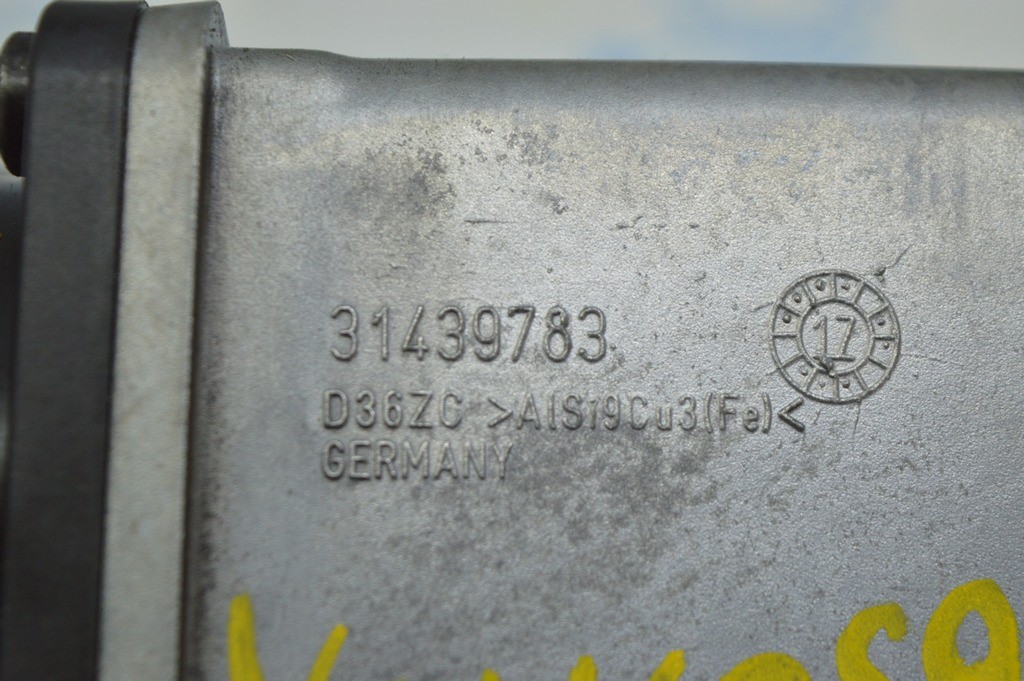 31439783
17
D36ZC >AlSi9Cu3(Fe)<
GERMANY